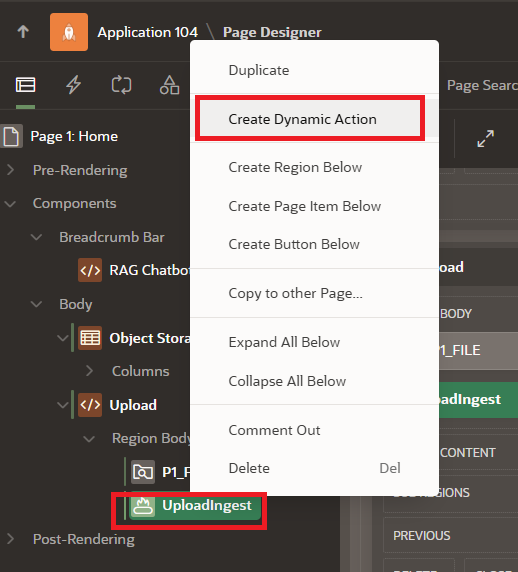 Application 104 \ Page Designer
Page Searc
Page 1: Home
Pre-Rendering
Components
Breadcrumb Bar
RAG Chatbot
Body
Object Stora
Columns
Upload
Region Body
P1_F
UploadIngest
Post-Rendering
Duplicate
Create Dynamic Action
Create Region Below
Create Page Item Below
Create Button Below
Copy to other Page...
Expand All Below
Collapse All Below
Comment Out
Delete Del
oad
BODY
P1_FILE
adIngest
CONTENT
REGIONS
PREVIOUS